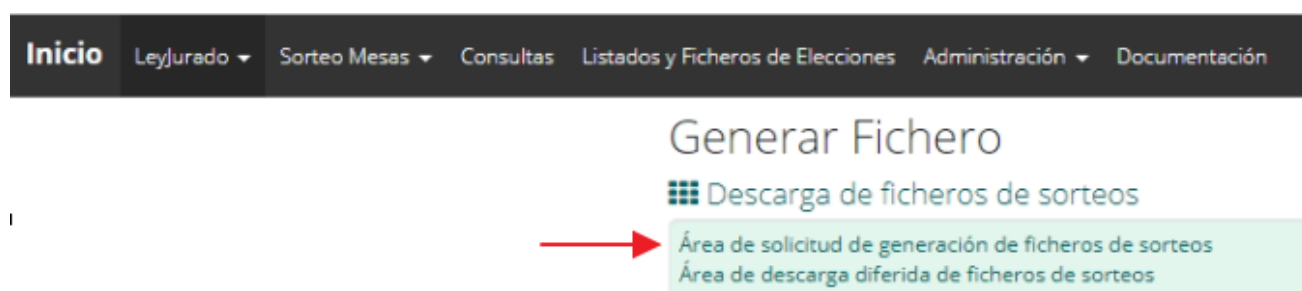 Inicio LeyJurado Sorteo Mesas Consultas Listados y Ficheros de Elecciones Administración Documentación
Generar Fichero
Descarga de ficheros de sorteos
Área de solicitud de generación de ficheros de sorteos
Área de descarga diferida de ficheros de sorteos